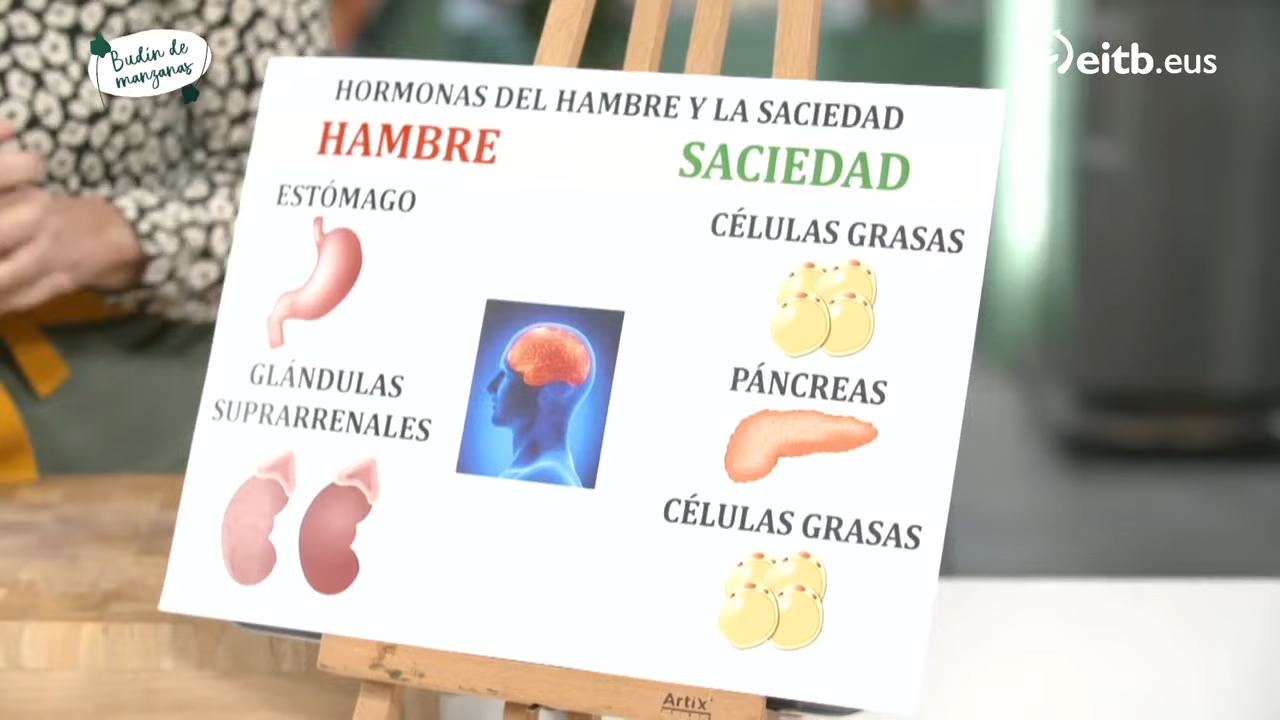 Budín de
manzanas
eitb.eus
HORMONAS DEL HAMBRE Y LA SACIEDAD
HAMBRE
SACIEDAD
ESTÓMAGO
CÉLULAS GRASAS
GLÁNDULAS
SUPRARRENALES
PÁNCREAS
CÉLULAS GRASAS
Artix